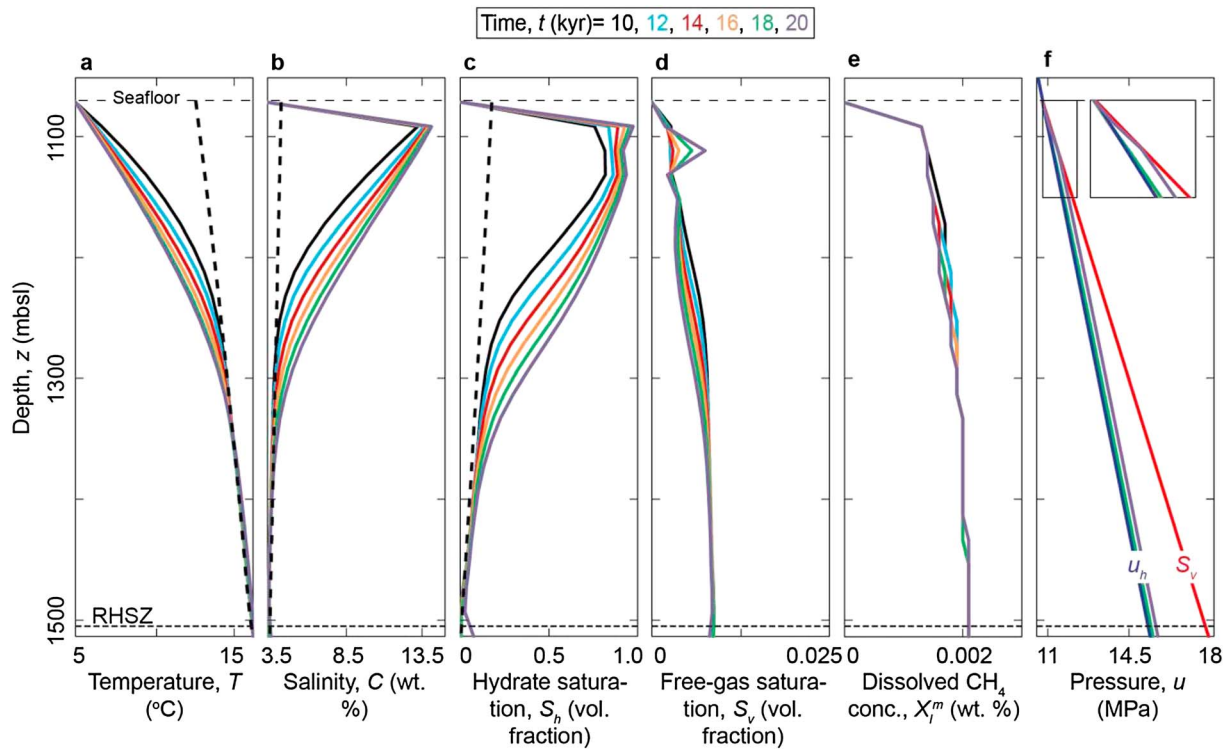 Time, t (kyr)= 10, 12, 14, 16, 18, 20
a b c d e f
Seafloor
1100
1300
1500
Depth, z (mbsl)
RHSZ
u_h
S_v
5 15
3.5 8.5 13.5
0 0.5 1.0
0 0.025
0 0.002
11 14.5 18
Temperature, T
(°C)
Salinity, C (wt.
%)
Hydrate satura-
tion, S_h (vol.
fraction)
Free-gas satura-
tion, S_v (vol.
fraction)
Dissolved CH_4
conc., X_l^m (wt. %)
Pressure, u
(MPa)